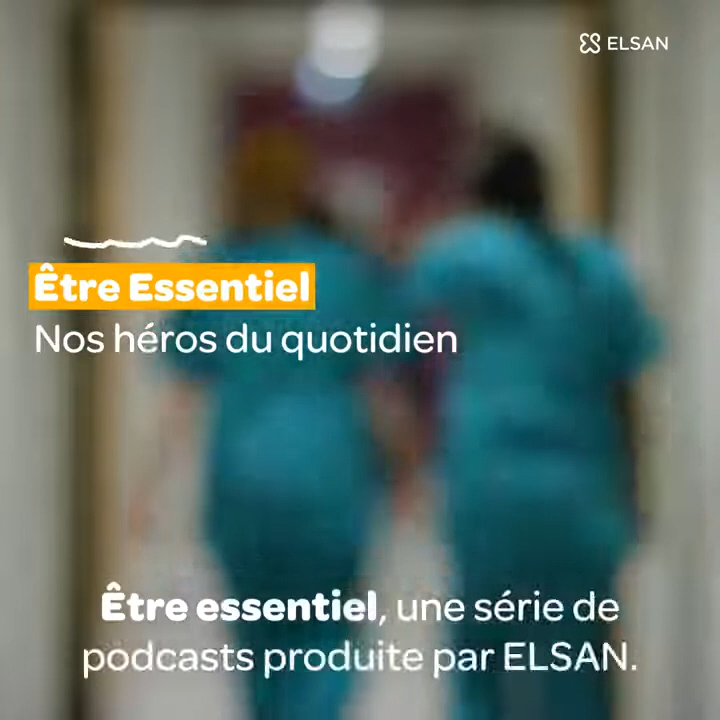 ELSAN
Être Essentiel
Nos héros du quotidien
Être essentiel, une série de
podcasts produite par ELSAN.